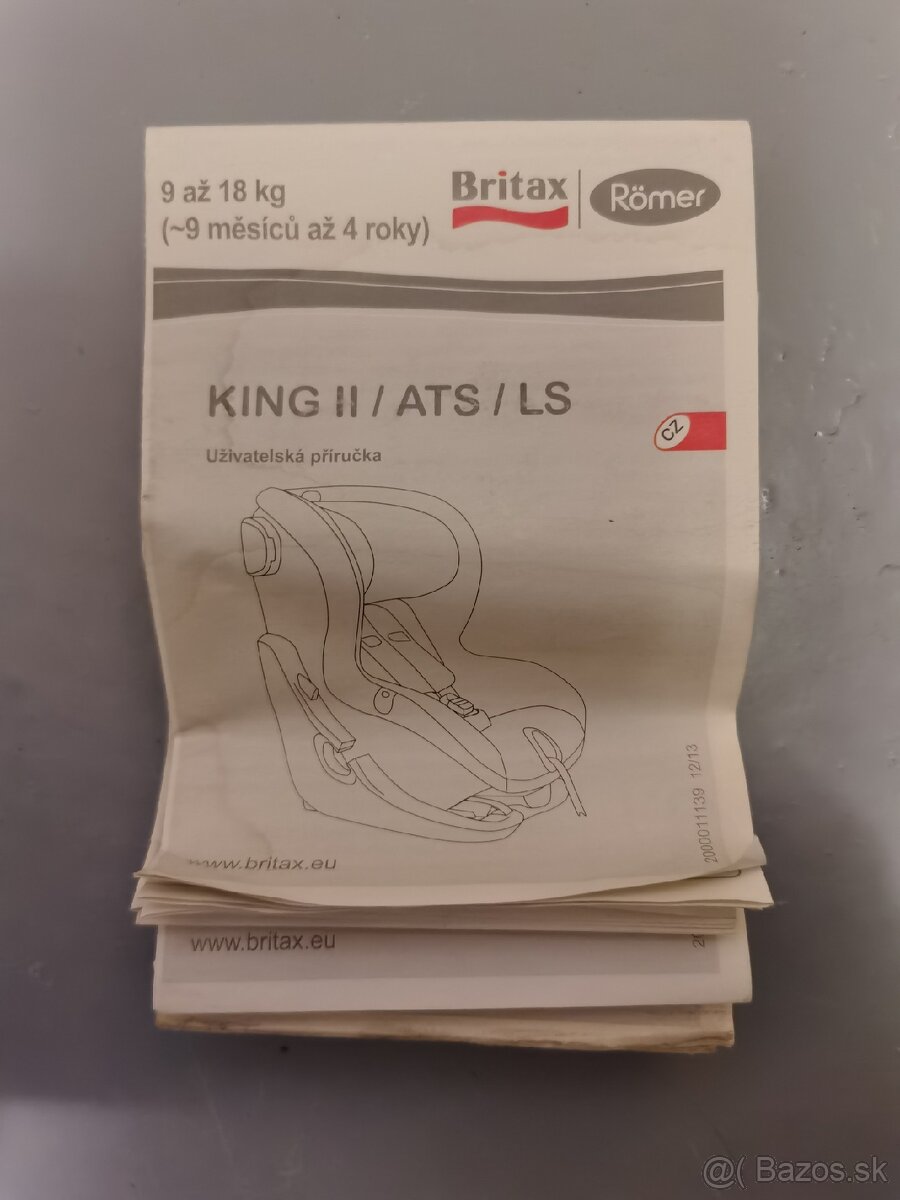 9 až 18 kg
(~9 měsíců až 4 roky)
Britax
Römer
KING II / ATS / LS
CZ
Uživatelská příručka
2000011139 12/13
www.britax.eu
www.britax.eu
@( Bazos.sk